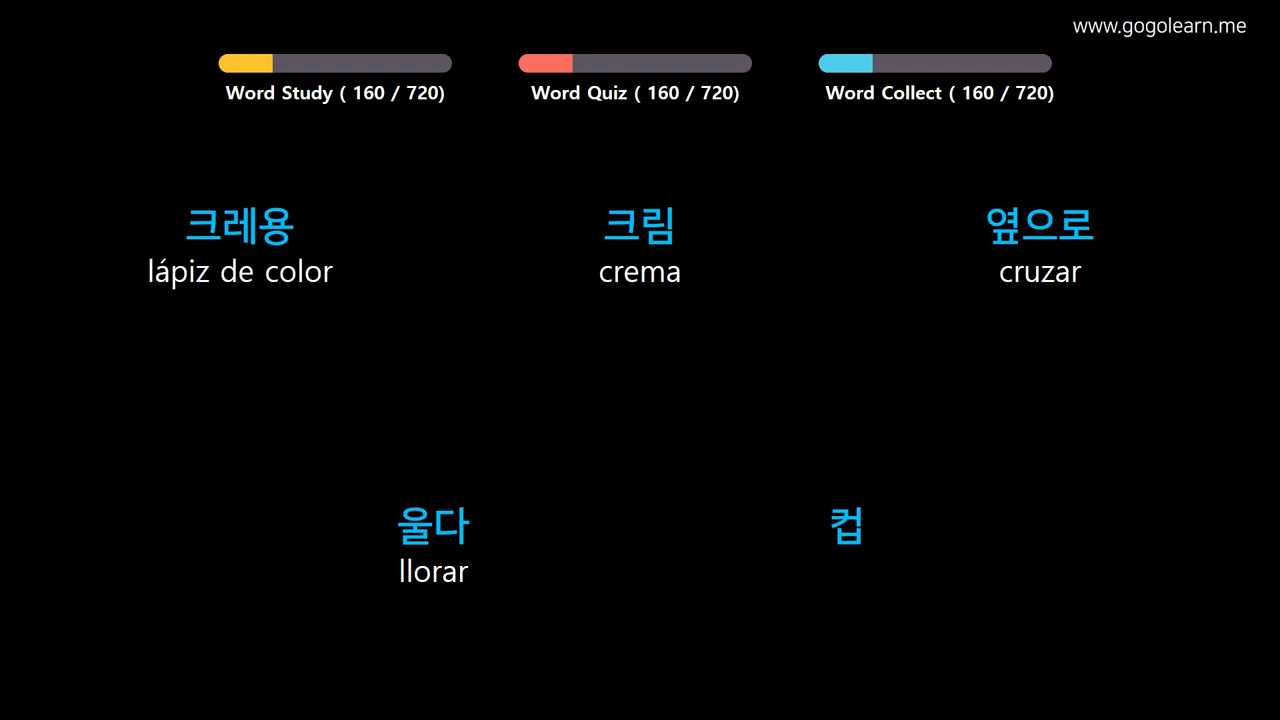 www.gogolearn.me
Word Study ( 160 / 720)
Word Quiz ( 160 / 720)
Word Collect ( 160 / 720)
크레용
lápiz de color
크림
crema
옆으로
cruzar
울다
llorar
컵